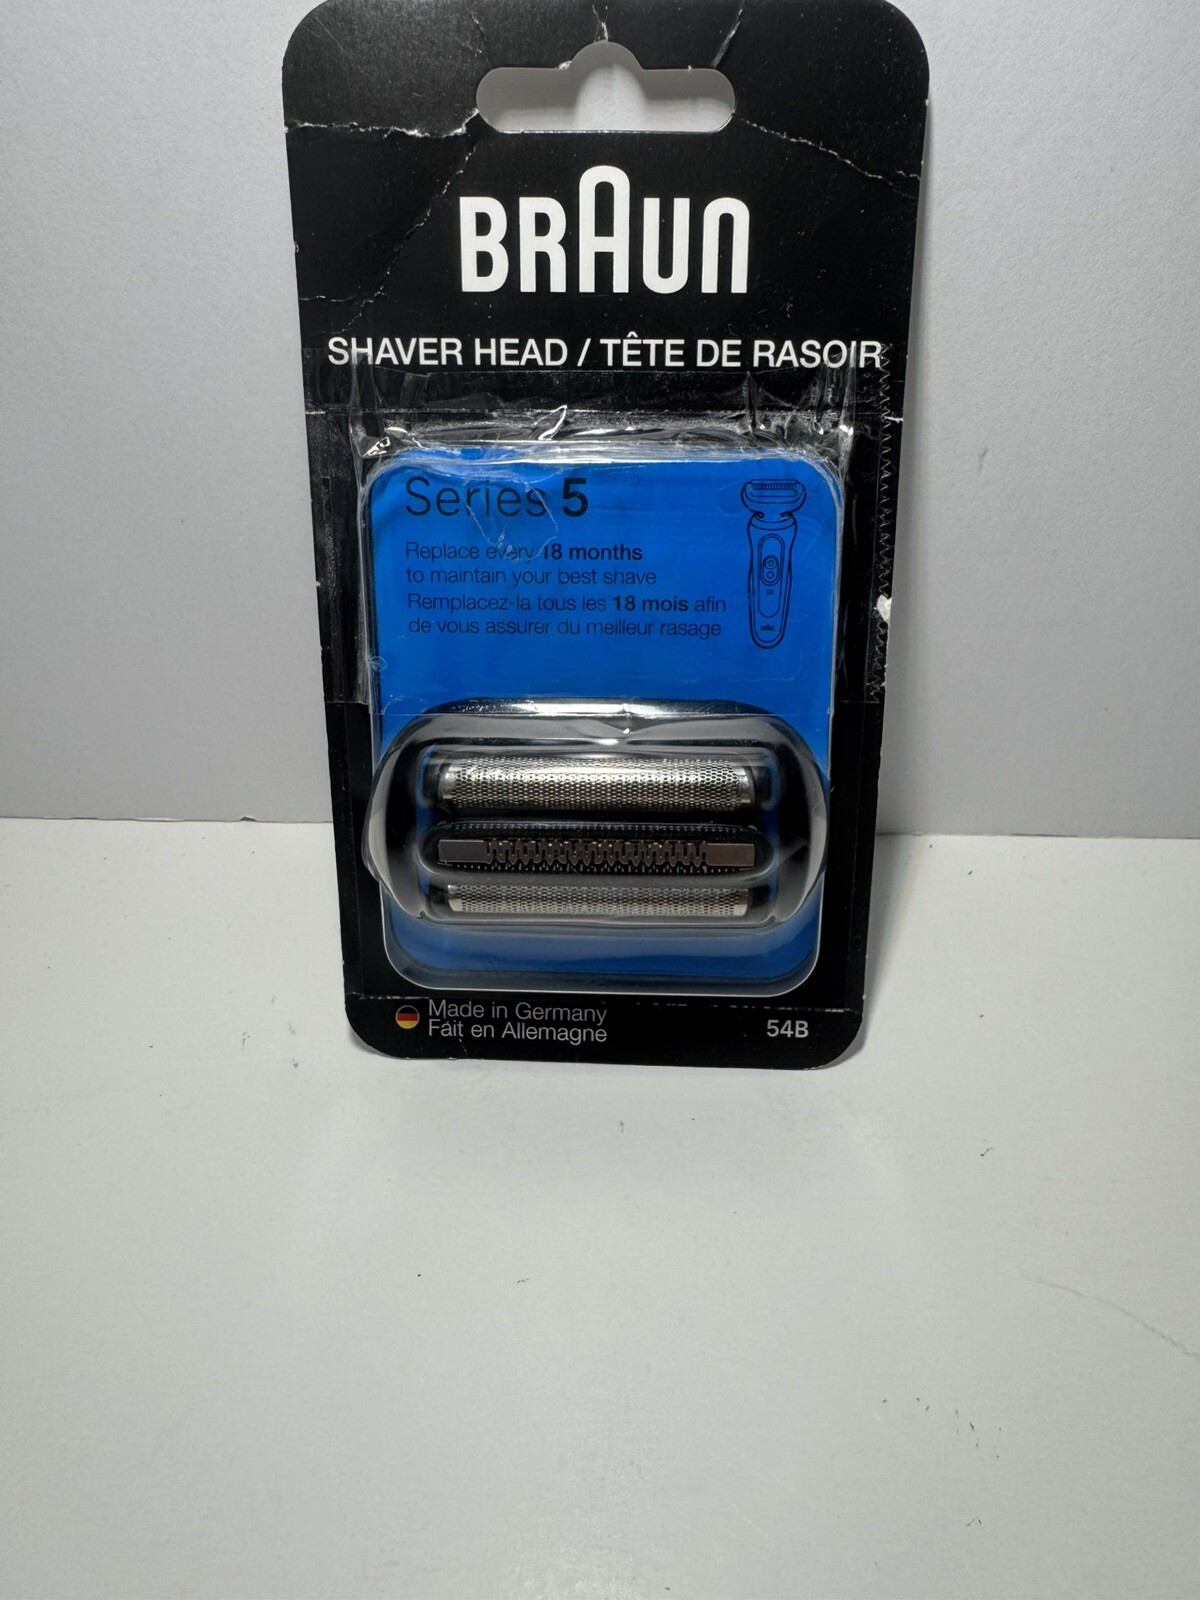 BRAUN
SHAVER HEAD / TÊTE DE RASOIR
Series 5
Replace every 18 months
to maintain your best shave
Remplacez-la tous les 18 mois afin
de vous assurer du meilleur rasage
Made in Germany
Fait en Allemagne
54B